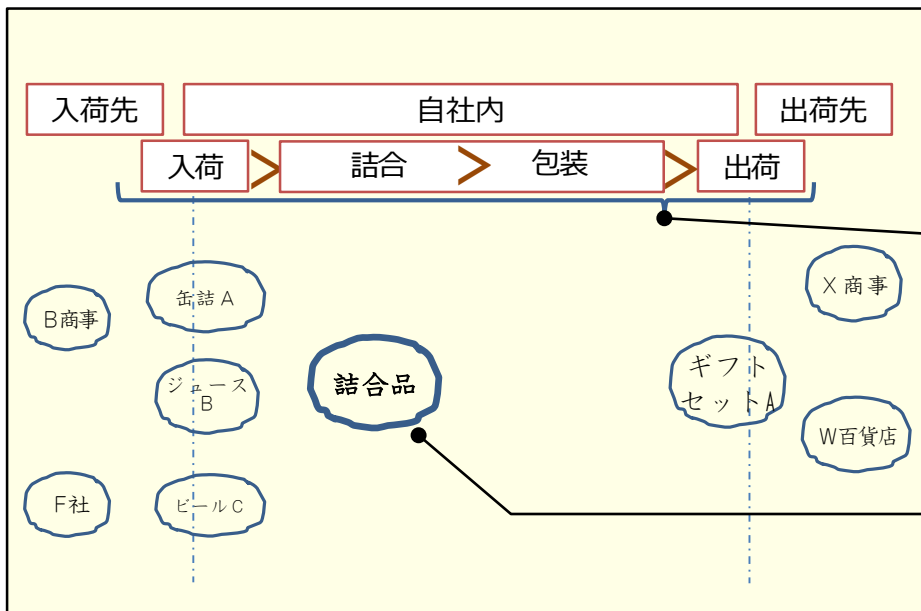 入荷先
自社内
出荷先
入荷
詰合
包装
出荷
缶詰A
X商事
B商事
ジュース
B
詰合品
ギフト
セットA
W百貨店
F社
ビールC